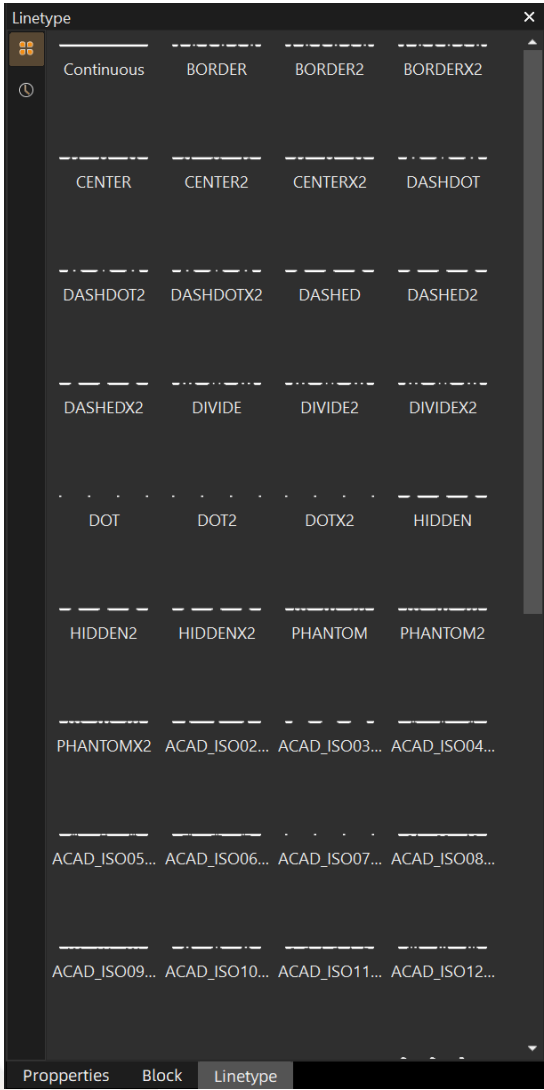 Linetype
Continuous BORDER BORDER2 BORDERX2
CENTER CENTER2 CENTERX2 DASHDOT
DASHDOT2 DASHDOTX2 DASHED DASHED2
DASHEDX2 DIVIDE DIVIDE2 DIVIDEX2
DOT DOT2 DOTX2 HIDDEN
HIDDEN2 HIDDENX2 PHANTOM PHANTOM2
PHANTOMX2 ACAD_ISO02... ACAD_ISO03... ACAD_ISO04...
ACAD_ISO05... ACAD_ISO06... ACAD_ISO07... ACAD_ISO08...
ACAD_ISO09... ACAD_ISO10... ACAD_ISO11... ACAD_ISO12...
Propperties Block Linetype